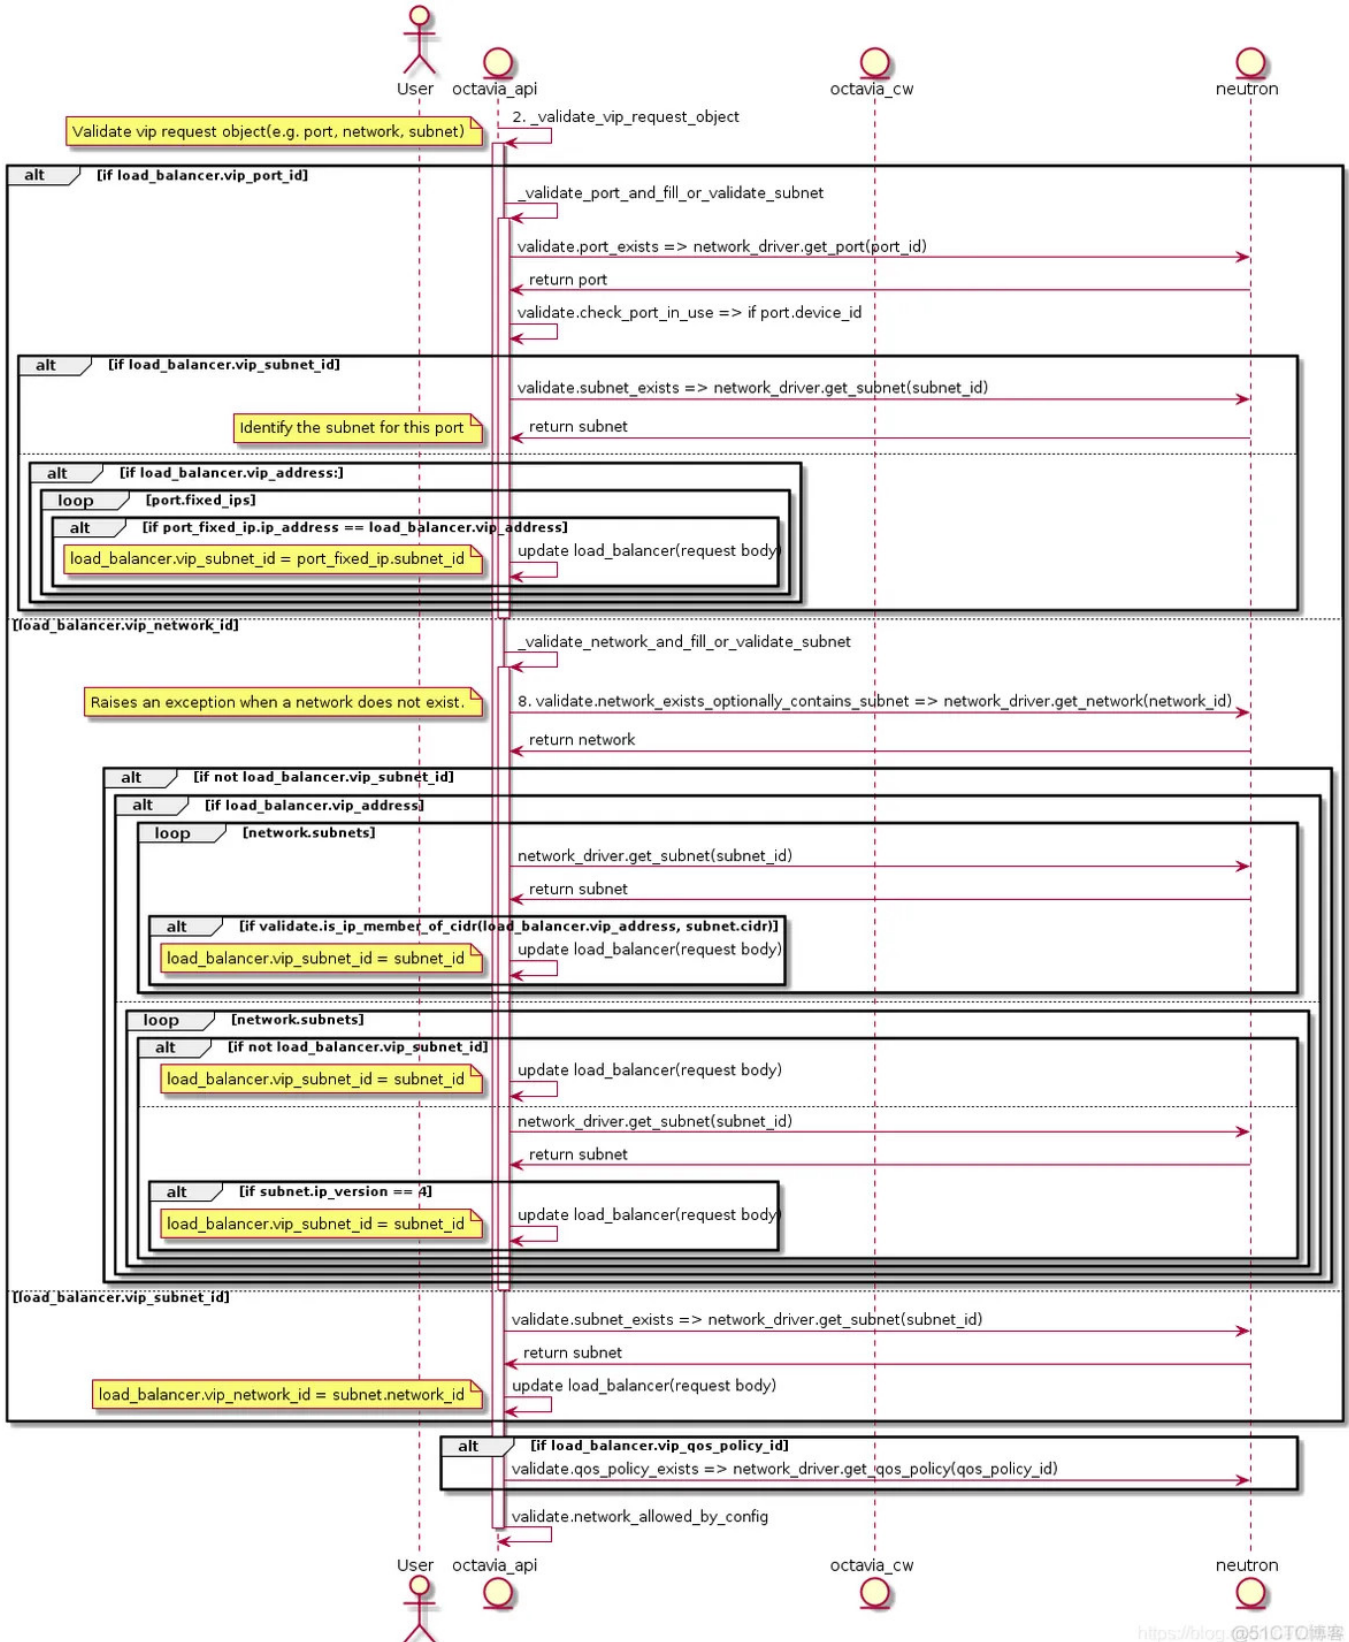 User octavia_api octavia_cw neutron
2. _validate_vip_request_object
Validate vip request object(e.g. port, network, subnet)
alt [if load_balancer.vip_port_id]
_validate_port_and_fill_or_validate_subnet
validate.port_exists => network_driver.get_port(port_id)
return port
validate.check_port_in_use => if port.device_id
alt [if load_balancer.vip_subnet_id]
validate.subnet_exists => network_driver.get_subnet(subnet_id)
Identify the subnet for this port
return subnet
alt [if load_balancer.vip_address:]
loop [port.fixed_ips]
alt [if port_fixed_ip.ip_address == load_balancer.vip_address]
update load_balancer(request body)
load_balancer.vip_subnet_id = port_fixed_ip.subnet_id
[load_balancer.vip_network_id]
_validate_network_and_fill_or_validate_subnet
Raises an exception when a network does not exist.
8. validate.network_exists_optionally_contains_subnet => network_driver.get_network(network_id)
return network
alt [if not load_balancer.vip_subnet_id]
alt [if load_balancer.vip_address]
loop [network.subnets]
network_driver.get_subnet(subnet_id)
return subnet
alt [if validate.is_ip_member_of_cidr(load_balancer.vip_address, subnet.cidr)]
update load_balancer(request body)
load_balancer.vip_subnet_id = subnet_id
loop [network.subnets]
alt [if not load_balancer.vip_subnet_id]
update load_balancer(request body)
load_balancer.vip_subnet_id = subnet_id
network_driver.get_subnet(subnet_id)
return subnet
alt [if subnet.ip_version == 4]
update load_balancer(request body)
load_balancer.vip_subnet_id = subnet_id
[load_balancer.vip_subnet_id]
validate.subnet_exists => network_driver.get_subnet(subnet_id)
return subnet
update load_balancer(request body)
load_balancer.vip_network_id = subnet.network_id
alt [if load_balancer.vip_qos_policy_id]
validate.qos_policy_exists => network_driver.get_qos_policy(qos_policy_id)
validate.network_allowed_by_config
User octavia_api octavia_cw neutron
https://blog. @51CTO博客